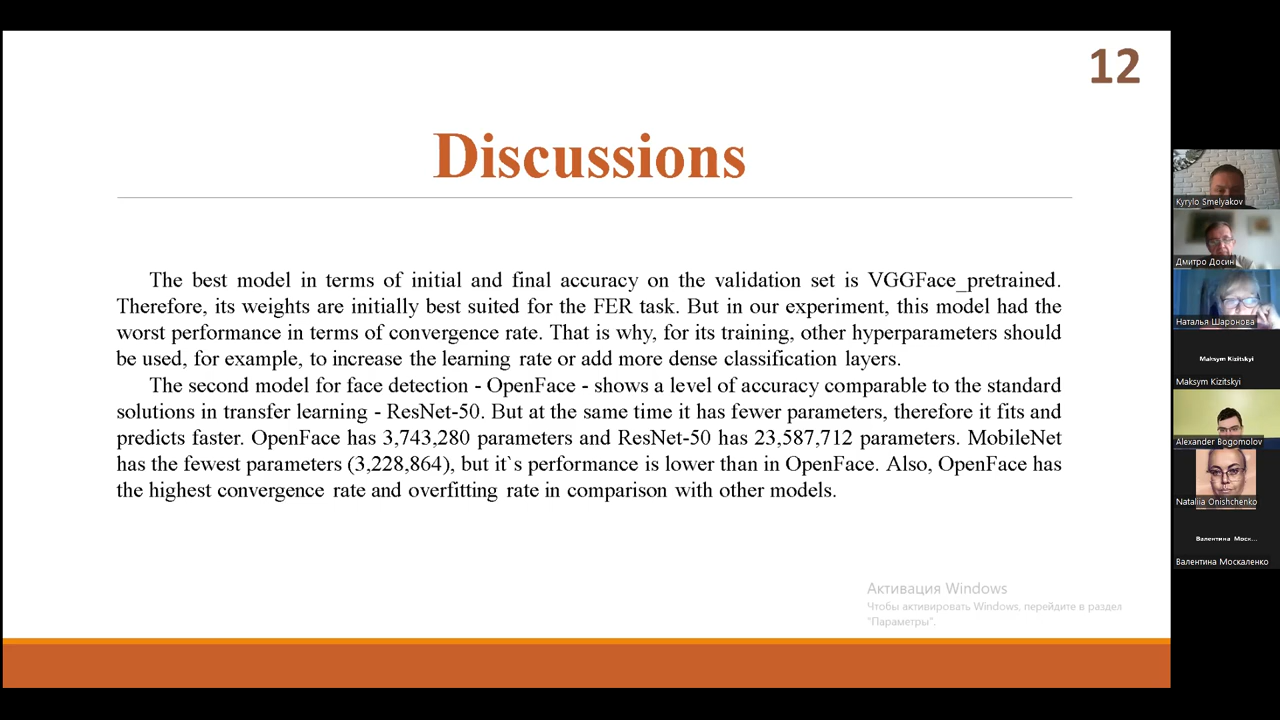 12
Discussions
The best model in terms of initial and final accuracy on the validation set is VGGFace_pretrained.
Therefore, its weights are initially best suited for the FER task. But in our experiment, this model had the
worst performance in terms of convergence rate. That is why, for its training, other hyperparameters should
be used, for example, to increase the learning rate or add more dense classification layers.
The second model for face detection - OpenFace - shows a level of accuracy comparable to the standard
solutions in transfer learning - ResNet-50. But at the same time it has fewer parameters, therefore it fits and
predicts faster. OpenFace has 3,743,280 parameters and ResNet-50 has 23,587,712 parameters. MobileNet
has the fewest parameters (3,228,864), but it`s performance is lower than in OpenFace. Also, OpenFace has
the highest convergence rate and overfitting rate in comparison with other models.
Активация Windows
Чтобы активировать Windows, перейдите в раздел
"Параметры".
Kyrylo Smelyakov
Дмитро Досин
Наталья Шаронова
Maksym Kizitskyi
Maksym Kizitskyi
Alexander Bogomolov
Nataliia Onishchenko
Валентина Моск...
Валентина Москаленко